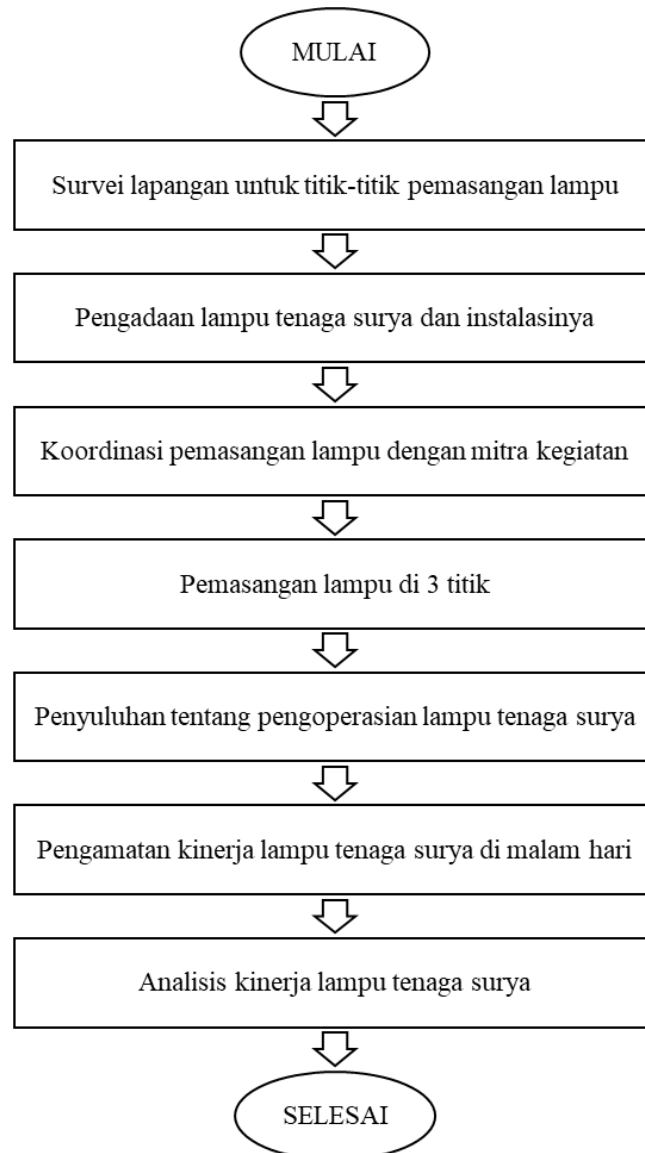 MULAI
Survei lapangan untuk titik-titik pemasangan lampu
Pengadaan lampu tenaga surya dan instalasinya
Koordinasi pemasangan lampu dengan mitra kegiatan
Pemasangan lampu di 3 titik
Penyuluhan tentang pengoperasian lampu tenaga surya
Pengamatan kinerja lampu tenaga surya di malam hari
Analisis kinerja lampu tenaga surya
SELESAI